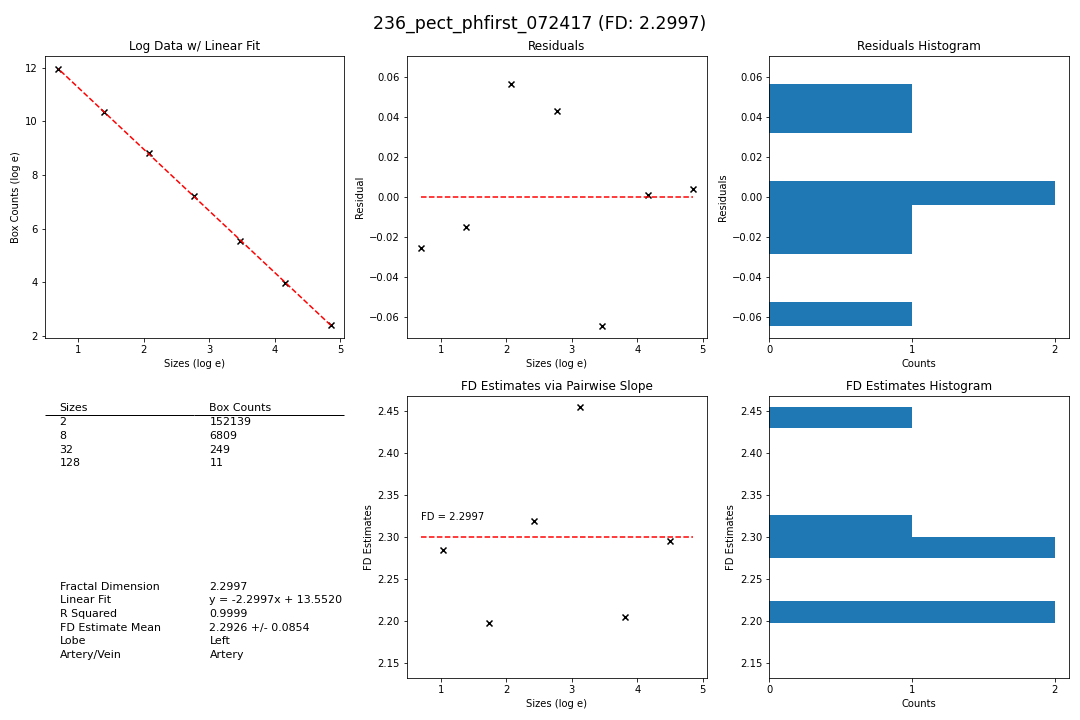 236_pect_phfirst_072417 (FD: 2.2997)
Log Data w/ Linear Fit
12
10
8
6
4
2
1 2 3 4 5
Box Counts (log e)
Sizes (log e)
Residuals
0.06
0.04
0.02
0.00
−0.02
−0.04
−0.06
1 2 3 4 5
Residual
Sizes (log e)
Residuals Histogram
0.06
0.04
0.02
0.00
−0.02
−0.04
−0.06
0 1 2
Residuals
Counts
Sizes Box Counts
2 152139
8 6809
32 249
128 11
Fractal Dimension 2.2997
Linear Fit y = -2.2997x + 13.5520
R Squared 0.9999
FD Estimate Mean 2.2926 +/- 0.0854
Lobe Left
Artery/Vein Artery
FD Estimates via Pairwise Slope
2.45
2.40
2.35
2.30
2.25
2.20
2.15
FD = 2.2997
1 2 3 4 5
FD Estimates
Sizes (log e)
FD Estimates Histogram
2.45
2.40
2.35
2.30
2.25
2.20
2.15
0 1 2
FD Estimates
Counts